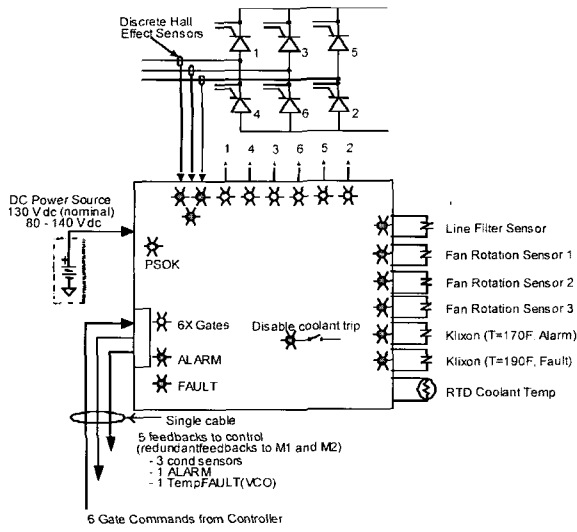 Discrete Hall
Effect Sensors
1
3
5
4
6
2
1 4 3 6 5 2
DC Power Source
130 Vdc (nominal)
80 - 140 Vdc
PSOK
Line Filter Sensor
Fan Rotation Sensor 1
Fan Rotation Sensor 2
Fan Rotation Sensor 3
6X Gates
Disable coolant trip
Klixon (T=170F, Alarm)
ALARM
Klixon (T=190F, Fault)
FAULT
RTD Coolant Temp
Single cable
5 feedbacks to control
(redundantfeedbacks to M1 and M2)
- 3 cond sensors
- 1 ALARM
- 1 TempFAULT(VCO)
6 Gate Commands from Controller